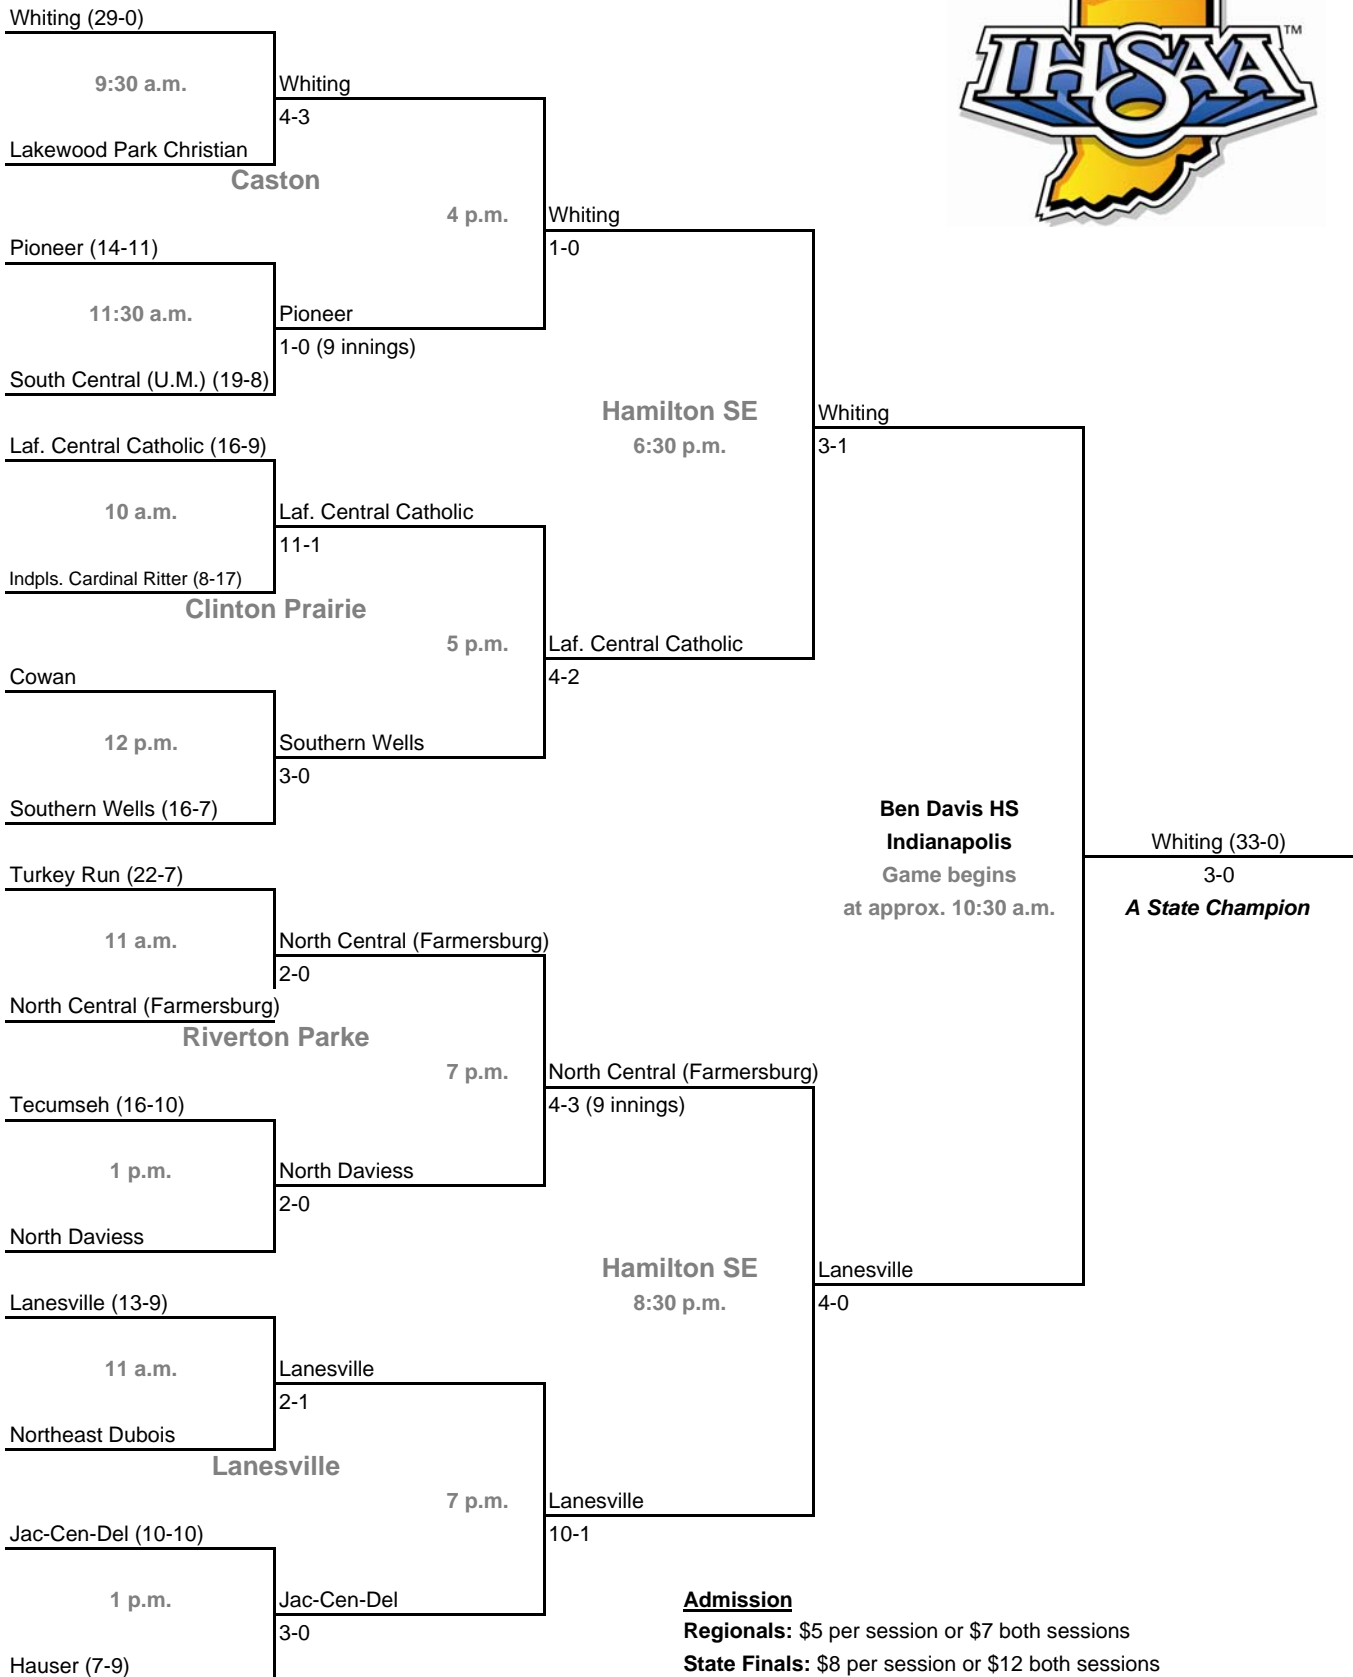 Whiting (29-0)
IHSAA™
9:30 a.m.
Whiting
4-3
Lakewood Park Christian
Caston
4 p.m.
Whiting
Pioneer (14-11)
1-0
11:30 a.m.
Pioneer
1-0 (9 innings)
South Central (U.M.) (19-8)
Hamilton SE
Whiting
Laf. Central Catholic (16-9)
6:30 p.m.
3-1
10 a.m.
Laf. Central Catholic
11-1
Indpls. Cardinal Ritter (8-17)
Clinton Prairie
5 p.m.
Laf. Central Catholic
Cowan
4-2
12 p.m.
Southern Wells
3-0
Southern Wells (16-7)
Ben Davis HS
Indianapolis
Whiting (33-0)
Turkey Run (22-7)
Game begins
3-0
at approx. 10:30 a.m.
A State Champion
11 a.m.
North Central (Farmersburg)
2-0
North Central (Farmersburg)
Riverton Parke
7 p.m.
North Central (Farmersburg)
Tecumseh (16-10)
4-3 (9 innings)
1 p.m.
North Daviess
2-0
North Daviess
Hamilton SE
Lanesville
Lanesville (13-9)
8:30 p.m.
4-0
11 a.m.
Lanesville
2-1
Northeast Dubois
Lanesville
7 p.m.
Lanesville
Jac-Cen-Del (10-10)
10-1
1 p.m.
Jac-Cen-Del
Admission
3-0
Regionals: $5 per session or $7 both sessions
Hauser (7-9)
State Finals: $8 per session or $12 both sessions